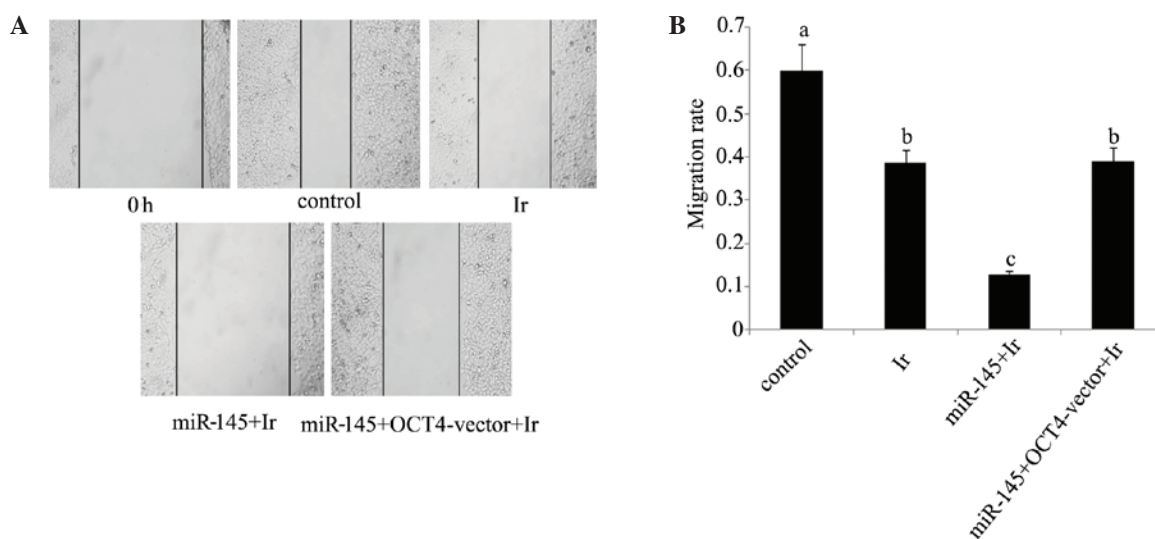 A
0 h
control
Ir
miR-145+Ir
miR-145+OCT4-vector+Ir
B
Migration rate
0.7
0.6
0.5
0.4
0.3
0.2
0.1
0
a
b
c
b
control
Ir
miR-145+Ir
miR-145+OCT4-vector+Ir